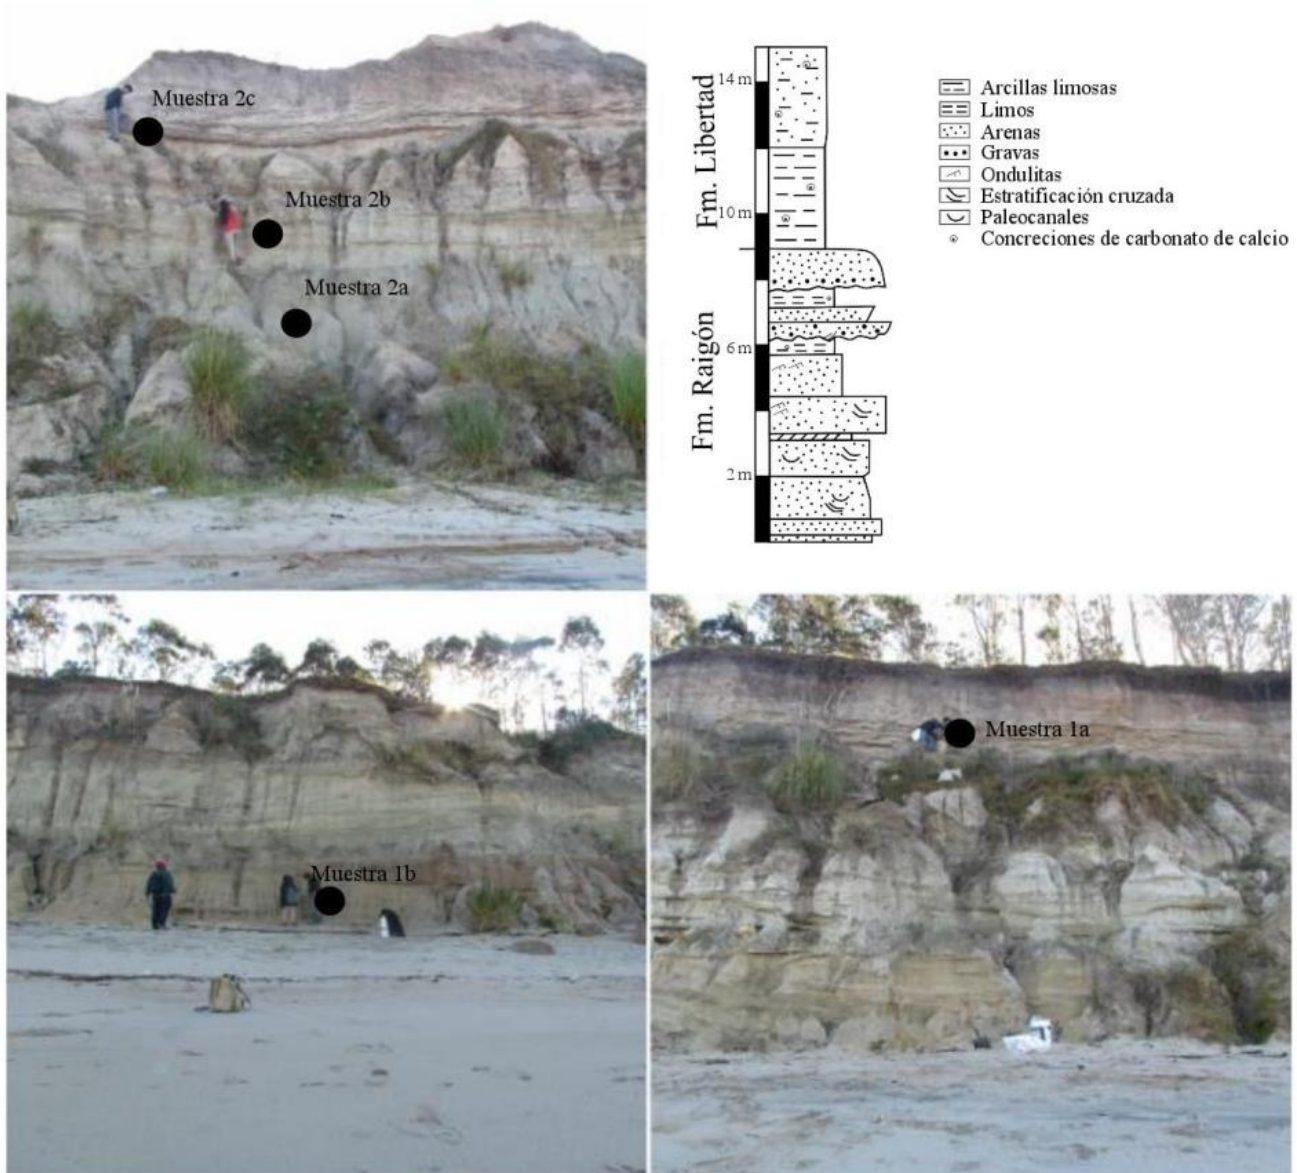 Muestra 2c
Muestra 2b
Muestra 2a
Fm. Libertad
Fm. Raigón
14 m
10 m
6 m
2 m
Arcillas limosas
Limos
Arenas
Gravas
Ondulitas
Estratificación cruzada
Paleocanales
Concreciones de carbonato de calcio
Muestra 1b
Muestra 1a